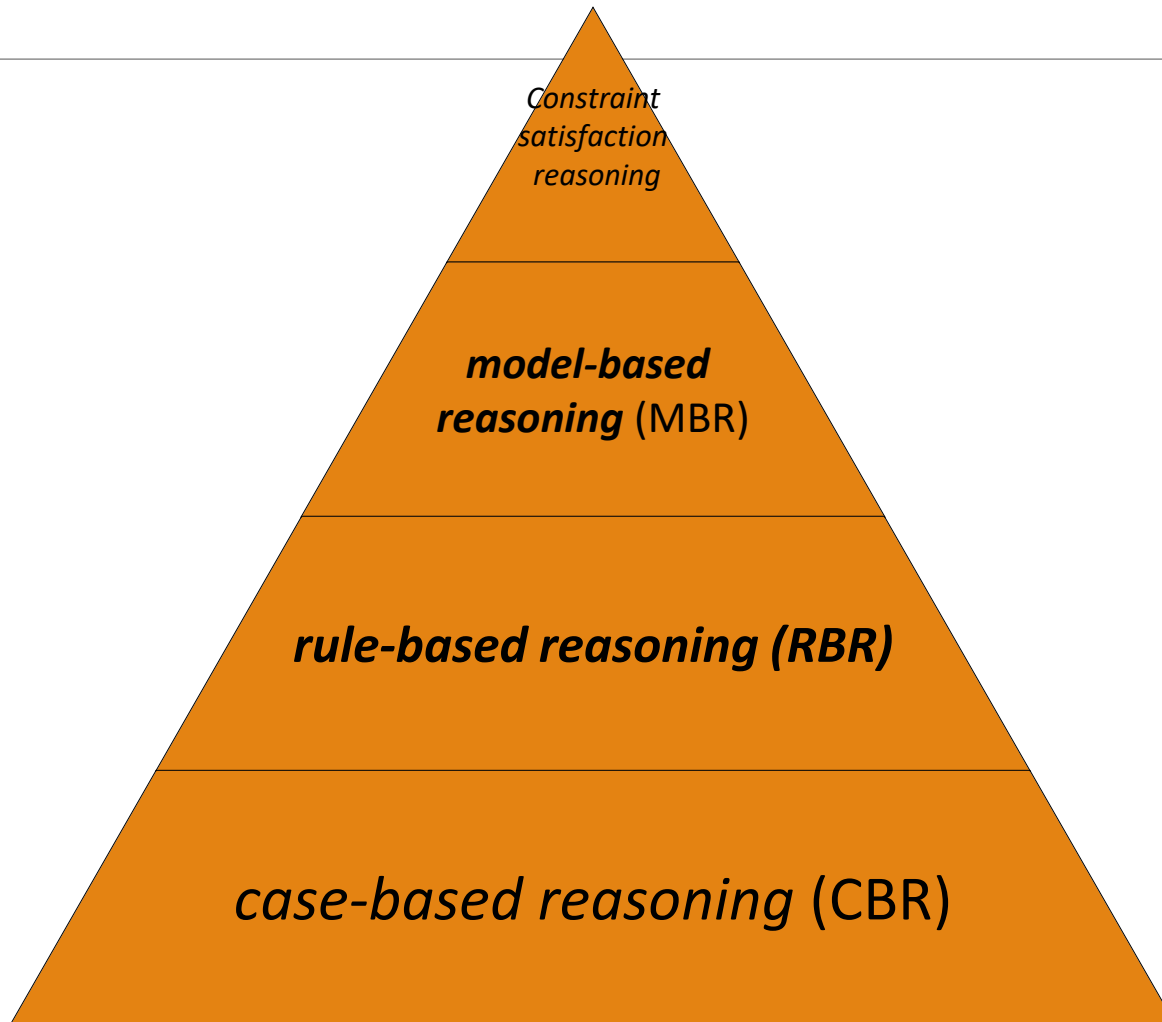 Constraint
satisfaction
reasoning
model-based
reasoning (MBR)
rule-based reasoning (RBR)
case-based reasoning (CBR)